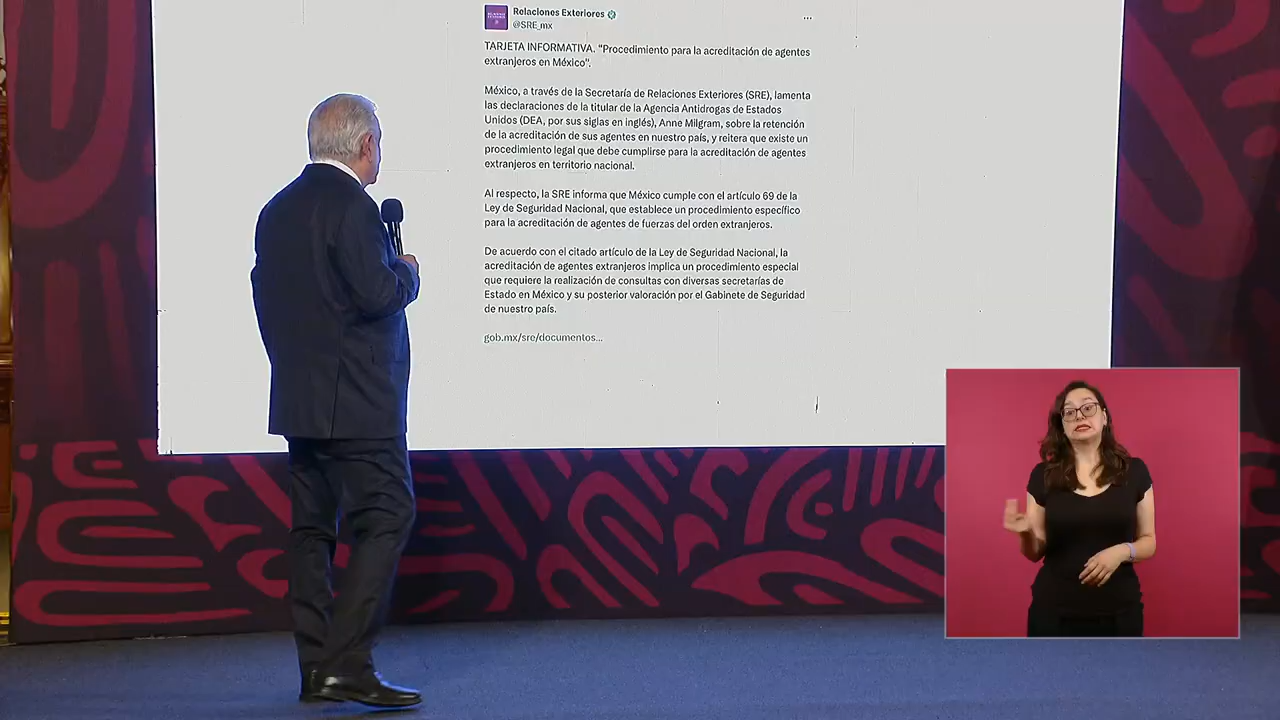 Relaciones Exteriores
@SRE_mx
TARJETA INFORMATIVA. "Procedimiento para la acreditación de agentes
extranjeros en México".
México, a través de la Secretaría de Relaciones Exteriores (SRE), lamenta
las declaraciones de la titular de la Agencia Antidrogas de Estados
Unidos (DEA, por sus siglas en inglés), Anne Milgram, sobre la retención
de la acreditación de sus agentes en nuestro país, y reitera que existe un
procedimiento legal que debe cumplirse para la acreditación de agentes
extranjeros en territorio nacional.
Al respecto, la SRE informa que México cumple con el artículo 69 de la
Ley de Seguridad Nacional, que establece un procedimiento específico
para la acreditación de agentes de fuerzas del orden extranjeros.
De acuerdo con el citado artículo de la Ley de Seguridad Nacional, la
acreditación de agentes extranjeros implica un procedimiento especial
que requiere la realización de consultas con diversas secretarías de
Estado en México y su posterior valoración por el Gabinete de Seguridad
de nuestro país.
gob.mx/sre/documentos...